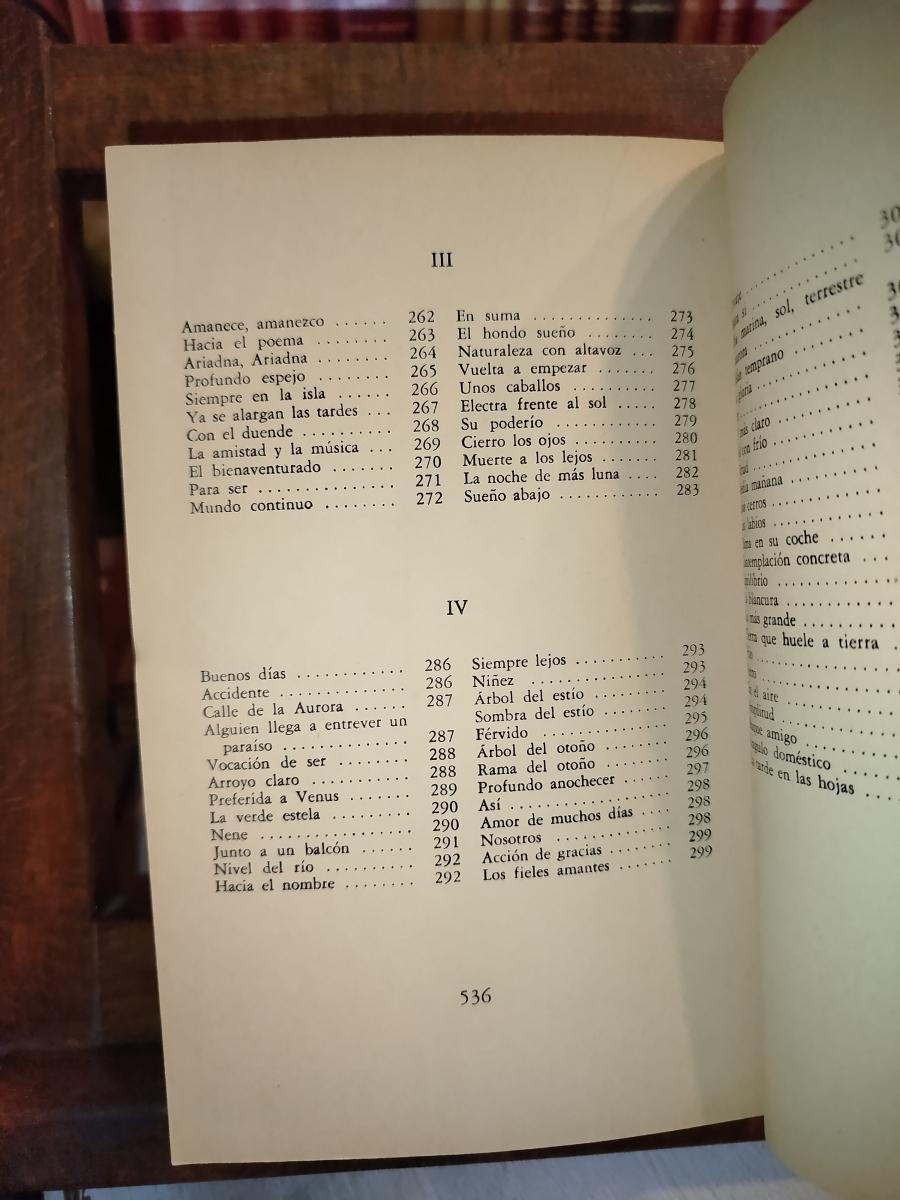 III
Amanece, amanezco ...... 262
Hacia el poema ........ 263
Ariadna, Ariadna ........ 264
Profundo espejo ........ 265
Siempre en la isla ...... 266
Ya se alargan las tardes ... 267
Con el duende .......... 268
La amistad y la música ... 269
El bienaventurado ....... 270
Para ser ............... 271
Mundo continuo ........ 272
En suma .............. 273
El hondo sueño ........ 274
Naturaleza con altavoz ... 275
Vuelta a empezar ....... 276
Unos caballos .......... 277
Electra frente al sol ..... 278
Su poderío ............ 279
Cierro los ojos .......... 280
Muerte a los lejos ....... 281
La noche de más luna .... 282
Sueño abajo ............ 283
IV
Buenos días ............ 286
Accidente .............. 286
Calle de la Aurora ...... 287
Alguien llega a entrever un
paraíso .............. 287
Vocación de ser ......... 288
Arroyo claro ........... 288
Preferida a Venus ....... 289
La verde estela ......... 290
Nene ................. 290
Junto a un balcón ...... 291
Nivel del río .......... 292
Hacia el nombre ........ 292
Siempre lejos .......... 293
Niñez ................ 293
Árbol del estío ......... 294
Sombra del estío ........ 294
Férvido ............... 295
Árbol del otoño ........ 296
Rama del otoño ........ 296
Profundo anochecer ...... 297
Así .................. 298
Amor de muchos días .... 298
Nosotros .............. 298
Acción de gracias ........ 299
Los fieles amantes ....... 299
536
marina, sol, terrestre
temprano
más claro
frío
mañana
cerros
labios
en su coche ......
contemplación concreta ...
blancura
más grande
que huele a tierra .
el aire
amigo
doméstico
tarde en las hojas ....